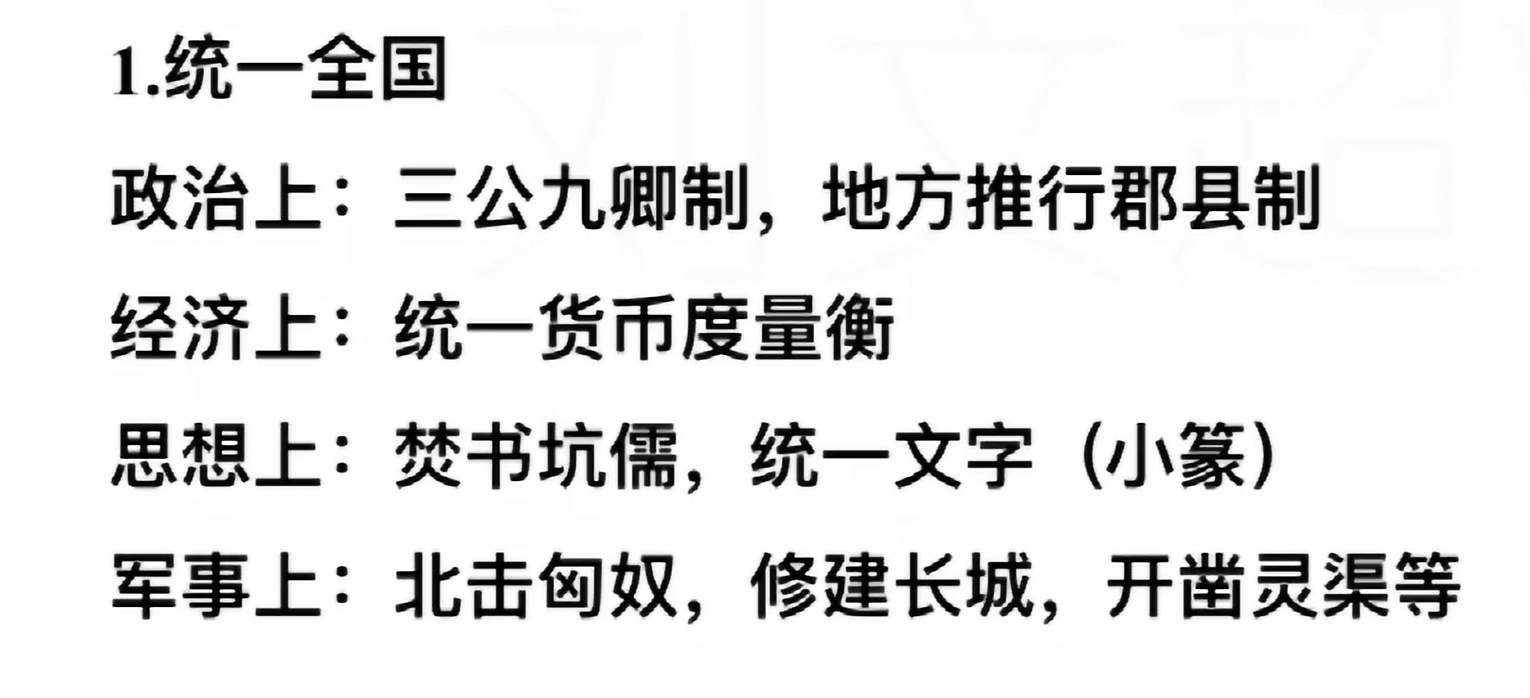 1.统一全国
政治上：三公九卿制，地方推行郡县制
经济上：统一货币度量衡
思想上：焚书坑儒，统一文字（小篆）
军事上：北击匈奴，修建长城，开凿灵渠等